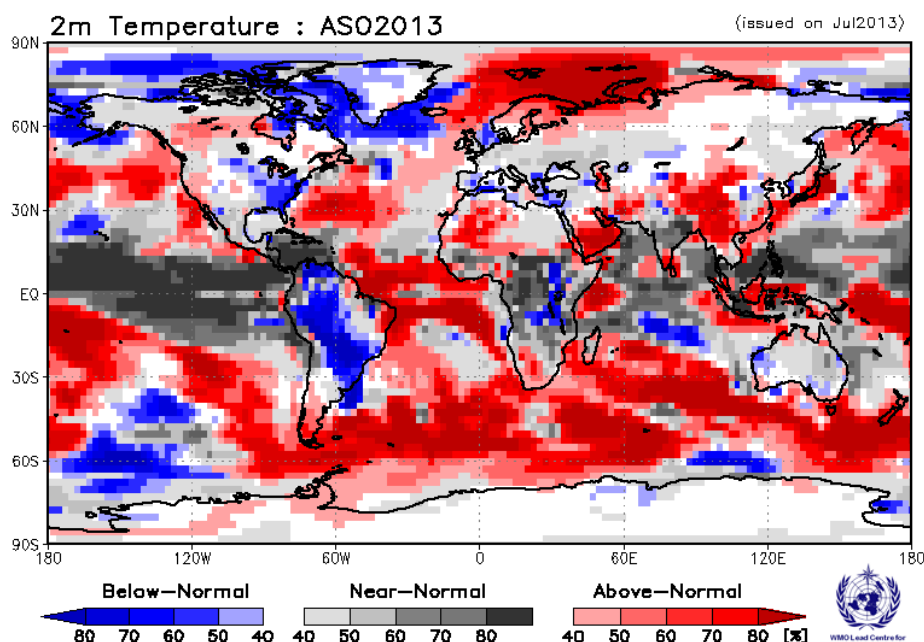 2m Temperature : ASO2013
(issued on Jul2013)
90N
60N
30N
EQ
30S
60S
90S
180 120W 60W 0 60E 120E 180
Below-Normal Near-Normal Above-Normal
80 70 60 50 40 40 50 60 70 80 40 50 60 70 80 [%]
WMO Lead Centre for